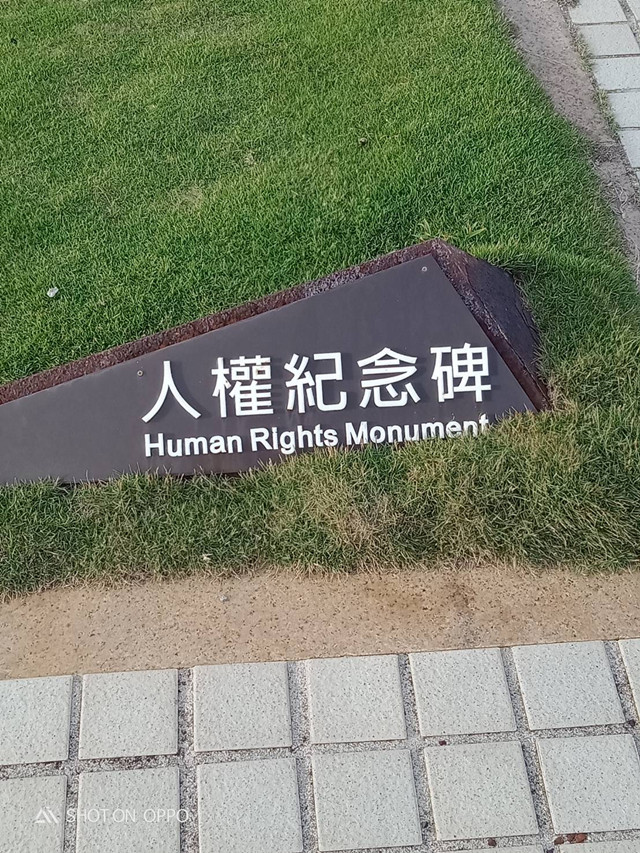 人權紀念碑
Human Rights Monument
SHOT ON OPPO